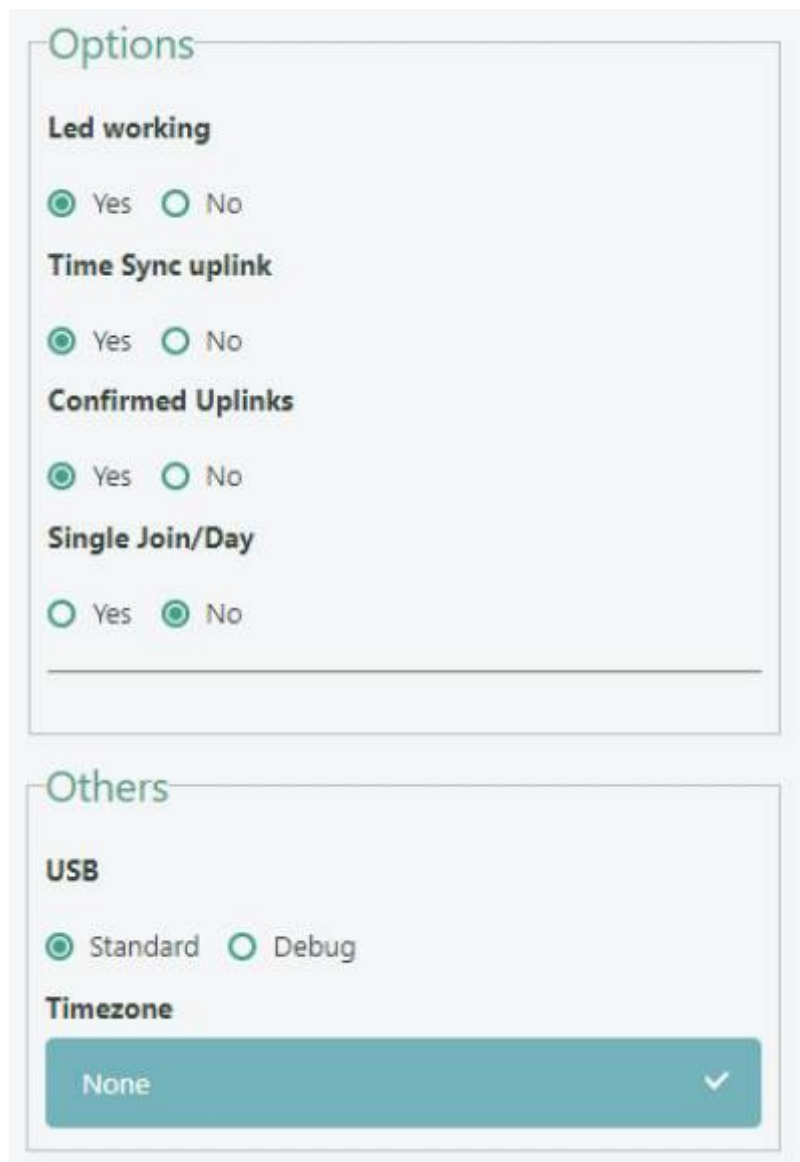 Options
Led working
Yes No
Time Sync uplink
Yes No
Confirmed Uplinks
Yes No
Single Join/Day
Yes No
Others
USB
Standard Debug
Timezone
None